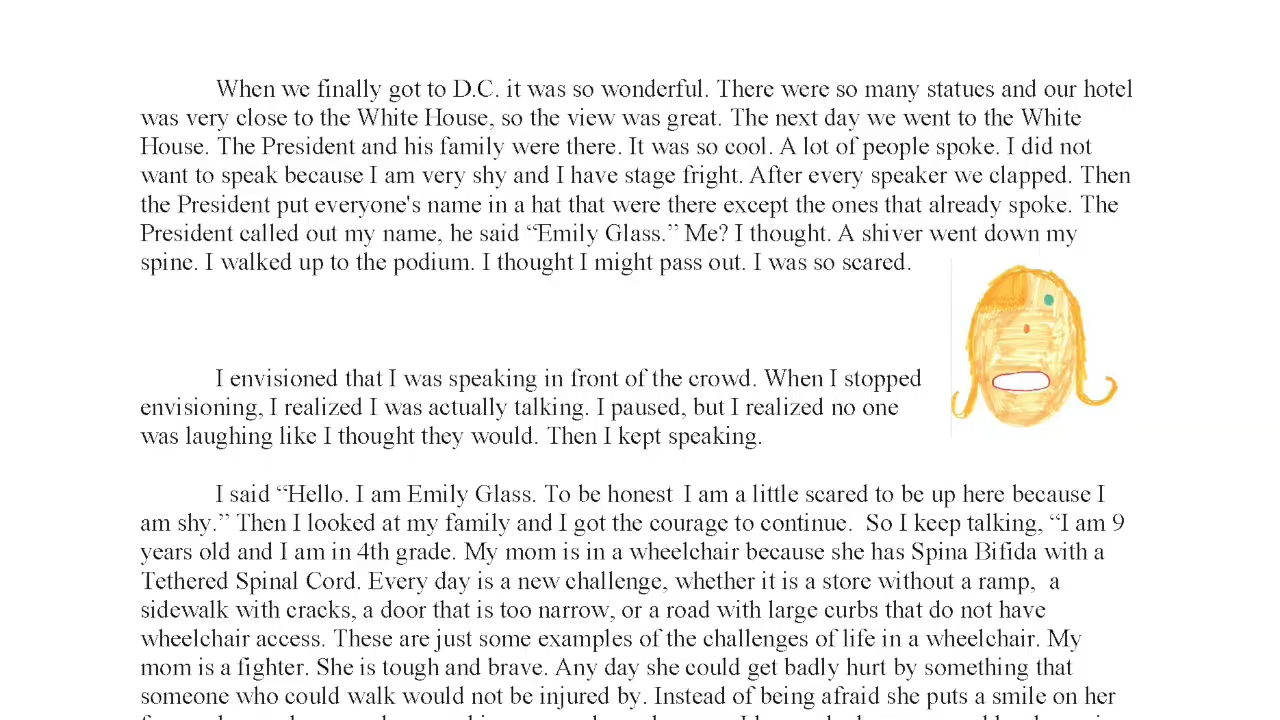 When we finally got to D.C. it was so wonderful. There were so many statues and our hotel
was very close to the White House, so the view was great. The next day we went to the White
House. The President and his family were there. It was so cool. A lot of people spoke. I did not
want to speak because I am very shy and I have stage fright. After every speaker we clapped. Then
the President put everyone's name in a hat that were there except the ones that already spoke. The
President called out my name, he said “Emily Glass.” Me? I thought. A shiver went down my
spine. I walked up to the podium. I thought I might pass out. I was so scared.
I envisioned that I was speaking in front of the crowd. When I stopped
envisioning, I realized I was actually talking. I paused, but I realized no one
was laughing like I thought they would. Then I kept speaking.
I said “Hello. I am Emily Glass. To be honest I am a little scared to be up here because I
am shy.” Then I looked at my family and I got the courage to continue. So I keep talking, “I am 9
years old and I am in 4th grade. My mom is in a wheelchair because she has Spina Bifida with a
Tethered Spinal Cord. Every day is a new challenge, whether it is a store without a ramp, a
sidewalk with cracks, a door that is too narrow, or a road with large curbs that do not have
wheelchair access. These are just some examples of the challenges of life in a wheelchair. My
mom is a fighter. She is tough and brave. Any day she could get badly hurt by something that
someone who could walk would not be injured by. Instead of being afraid she puts a smile on her